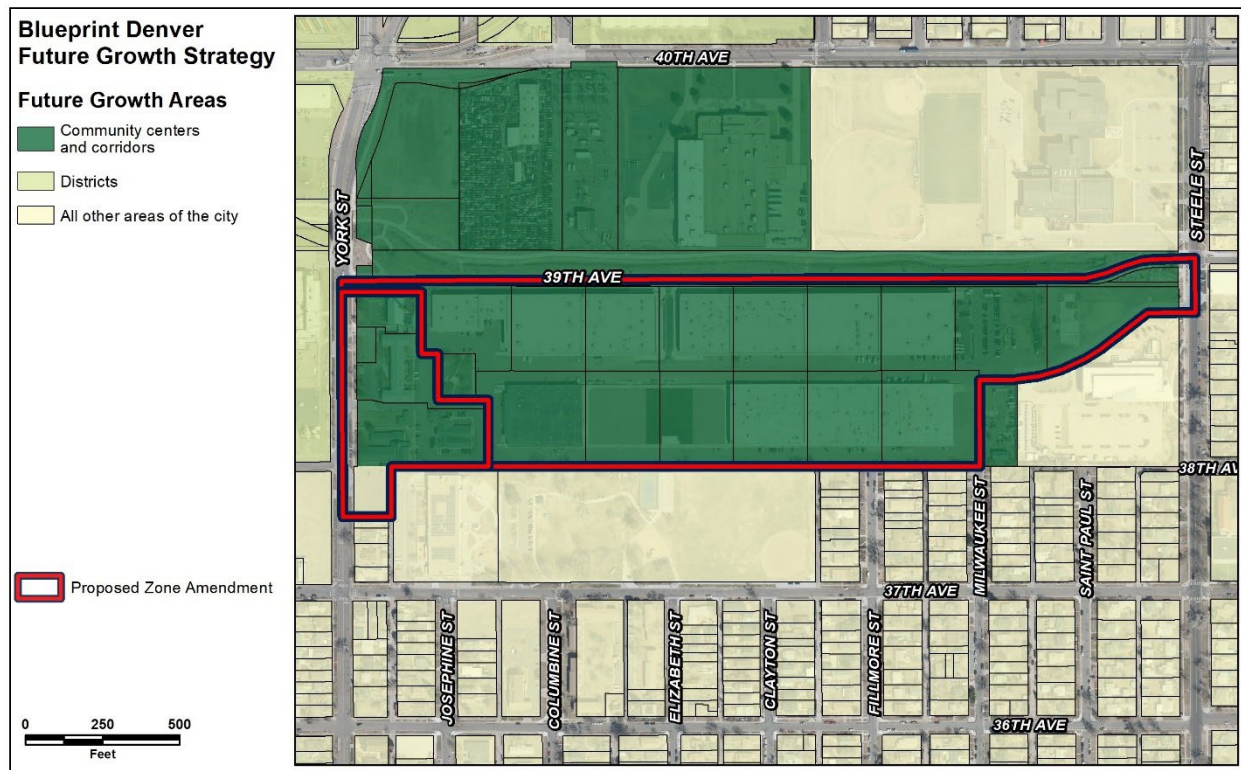 Blueprint Denver
Future Growth Strategy
Future Growth Areas
Community centers
and corridors
Districts
All other areas of the city
Proposed Zone Amendment
0 250 500
Feet
40TH AVE
YORK ST
STEELE ST
39TH AVE
38TH AV
MILWAUKEE ST
SAINT PAUL ST
37TH AVE
JOSEPHINE ST
COLUMBINE ST
ELIZABETH ST
CLAYTON ST
FILLMORE ST
36TH AVE